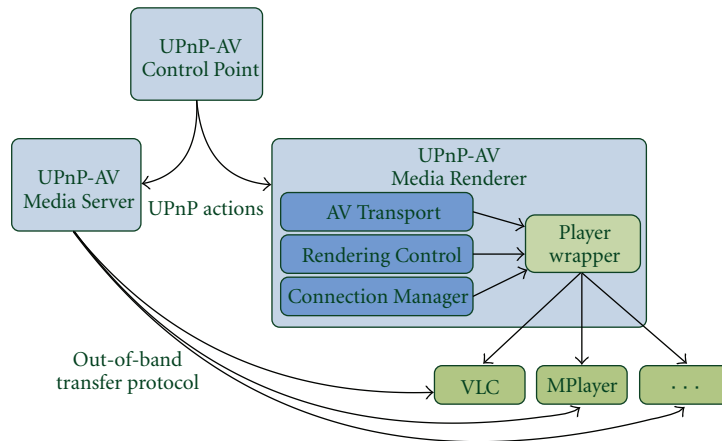 UPnP-AV
Control Point
UPnP-AV
Media Server
UPnP actions
UPnP-AV
Media Renderer
AV Transport
Rendering Control
Connection Manager
Player
wrapper
Out-of-band
transfer protocol
VLC
MPlayer
. . .